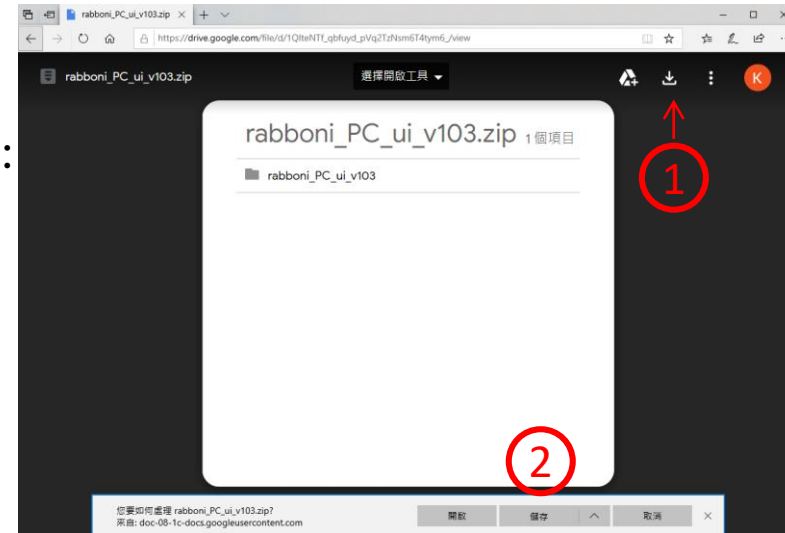 rabboni_PC_ui_v103.zip
https://drive.google.com/file/d/1QIteNTf_qbfuyd_pVq2TzNsm6T4tym6_/view
rabboni_PC_ui_v103.zip
選擇開啟工具
K
:
rabboni_PC_ui_v103.zip 1 個項目
rabboni_PC_ui_v103
1
2
您要如何處理 rabboni_PC_ui_v103.zip?
來自: doc-08-1c-docs.googleusercontent.com
開啟
儲存
取消